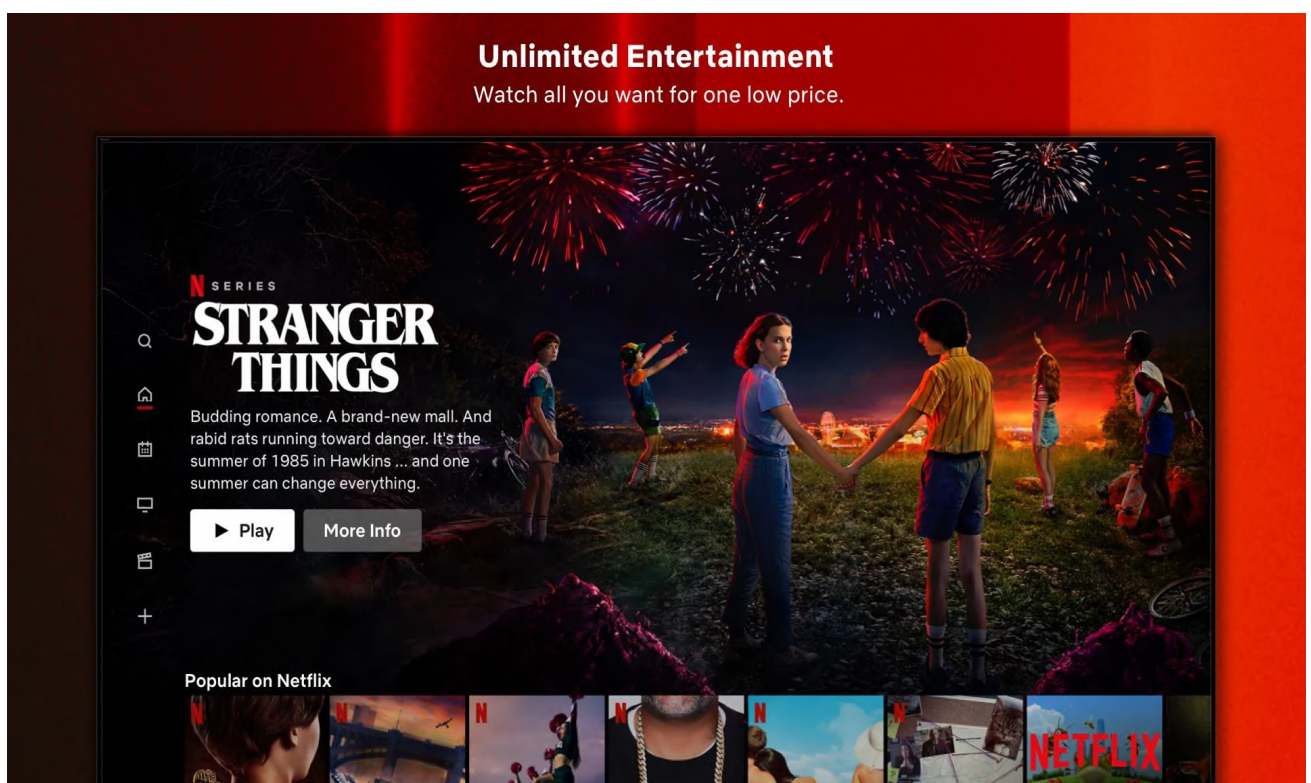 Unlimited Entertainment
Watch all you want for one low price.
N SERIES
STRANGER
THINGS
Budding romance. A brand-new mall. And
rabid rats running toward danger. It's the
summer of 1985 in Hawkins ... and one
summer can change everything.
Play
More Info
Popular on Netflix
N N N N N N NETFLIX